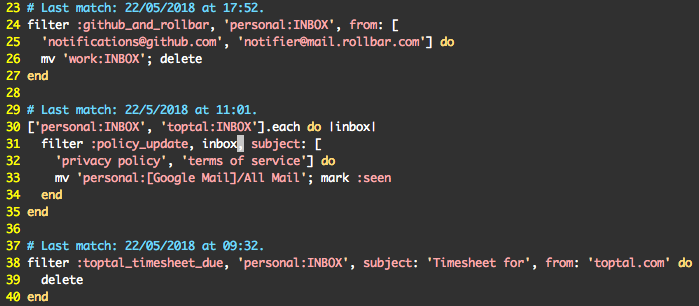 23 # Last match: 22/05/2018 at 17:52.
24 filter :github_and_rollbar, 'personal:INBOX', from: [
25   'notifications@github.com', 'notifier@mail.rollbar.com'] do
26   mv 'work:INBOX'; delete
27 end
28
29 # Last match: 22/5/2018 at 11:01.
30 ['personal:INBOX', 'toptal:INBOX'].each do |inbox|
31   filter :policy_update, inbox, subject: [
32     'privacy policy', 'terms of service'] do
33     mv 'personal:[Google Mail]/All Mail'; mark :seen
34   end
35 end
36
37 # Last match: 22/05/2018 at 09:32.
38 filter :toptal_timesheet_due, 'personal:INBOX', subject: 'Timesheet for', from: 'toptal.com' do
39   delete
40 end